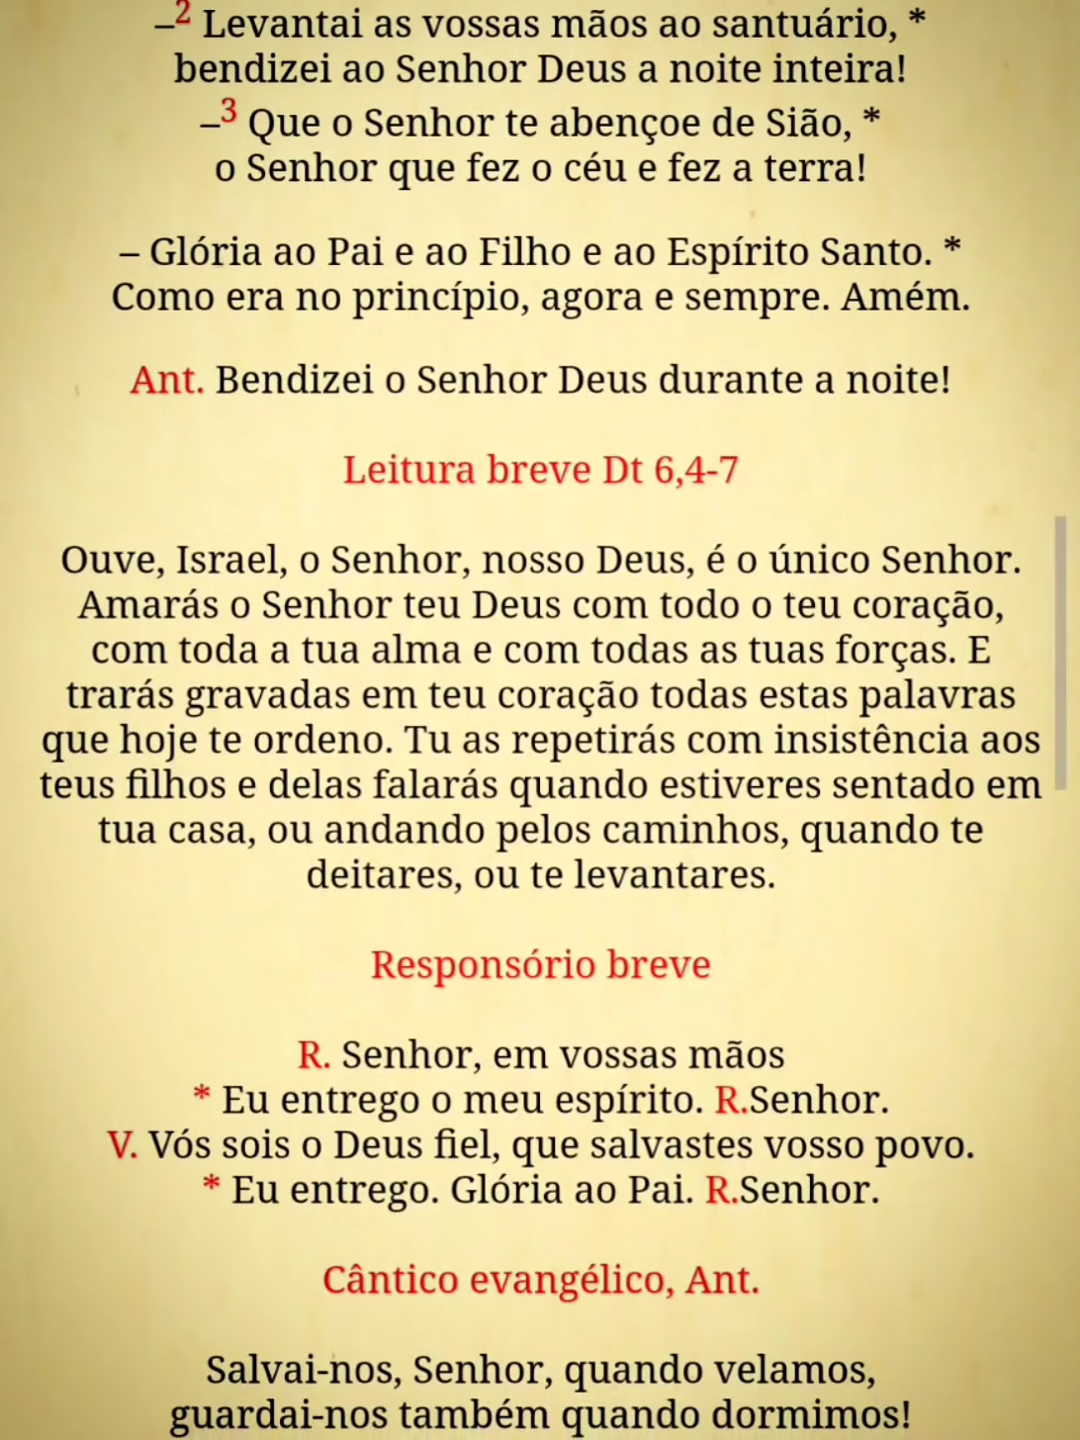 –2 Levantai as vossas mãos ao santuário, *
bendizei ao Senhor Deus a noite inteira!
–3 Que o Senhor te abençoe de Sião, *
o Senhor que fez o céu e fez a terra!
– Glória ao Pai e ao Filho e ao Espírito Santo. *
Como era no princípio, agora e sempre. Amém.
Ant. Bendizei o Senhor Deus durante a noite!
Leitura breve Dt 6,4-7
Ouve, Israel, o Senhor, nosso Deus, é o único Senhor.
Amarás o Senhor teu Deus com todo o teu coração,
com toda a tua alma e com todas as tuas forças. E
trarás gravadas em teu coração todas estas palavras
que hoje te ordeno. Tu as repetirás com insistência aos
teus filhos e delas falarás quando estiveres sentado em
tua casa, ou andando pelos caminhos, quando te
deitares, ou te levantares.
Responsório breve
R. Senhor, em vossas mãos
* Eu entrego o meu espírito. R.Senhor.
V. Vós sois o Deus fiel, que salvastes vosso povo.
* Eu entrego. Glória ao Pai. R.Senhor.
Cântico evangélico, Ant.
Salvai-nos, Senhor, quando velamos,
guardai-nos também quando dormimos!